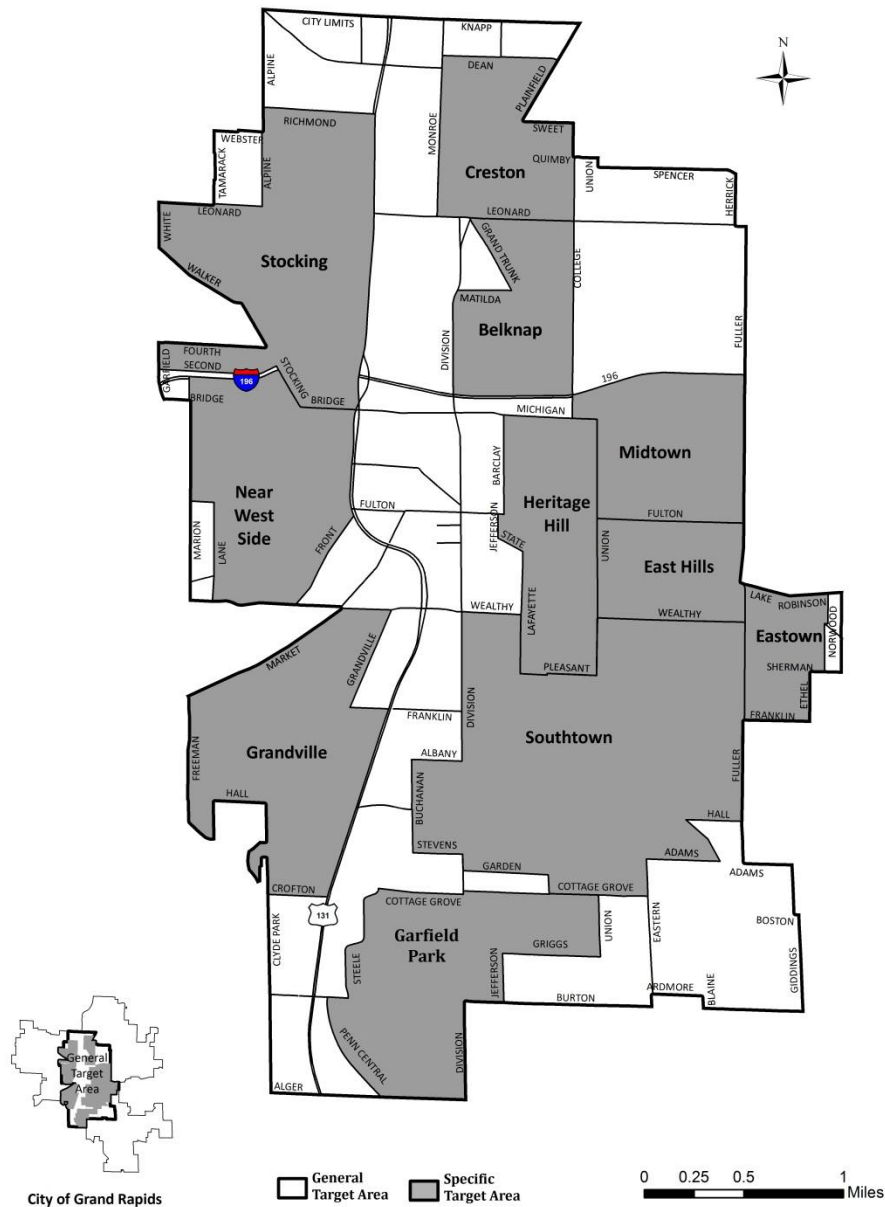 CITY LIMITS
KNAPP
N
ALPINE
DEAN
PLAINFIELD
RICHMOND
MONROE
SWEET
WEBSTER
TAMARACK
ALPINE
QUIMBY
UNION
Creston
SPENCER
HERRICK
WHITE
LEONARD
LEONARD
GRAND TRUNK
COLLEGE
Stocking
WALKER
MATILDA
Belknap
DIVISION
FULLER
FOURTH
SECOND
GARFIELD
196
STOCKING
196
BRIDGE
BRIDGE
MICHIGAN
BARCLAY
Midtown
Near
West
Side
Heritage
Hill
FULTON
FULTON
JEFFERSON
STATE
MARION
LANE
FRONT
UNION
East Hills
LAKE
ROBINSON
WEALTHY
WEALTHY
LAFAYETTE
Eastown
NORWOOD
MARKET
GRANDVILLE
PLEASANT
SHERMAN
ETHEL
DIVISION
FRANKLIN
FRANKLIN
Southtown
FREEMAN
Grandville
ALBANY
FULLER
HALL
BUCHANAN
HALL
STEVENS
ADAMS
GARDEN
ADAMS
CROFTON
COTTAGE GROVE
COTTAGE GROVE
131
CLYDE PARK
Garfield
Park
UNION
EASTERN
BOSTON
STEELE
GRIGGS
JEFFERSON
GIDDINGS
ARDMORE
BURTON
BLAINE
PENN CENTRAL
DIVISION
ALGER
General
Target
Area
City of Grand Rapids
General
Target Area
Specific
Target Area
0 0.25 0.5 1
Miles